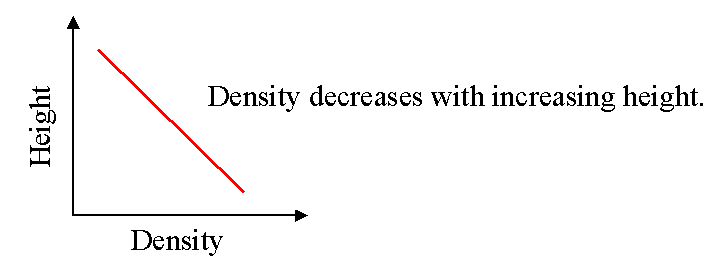 Height
Density decreases with increasing height.
Density